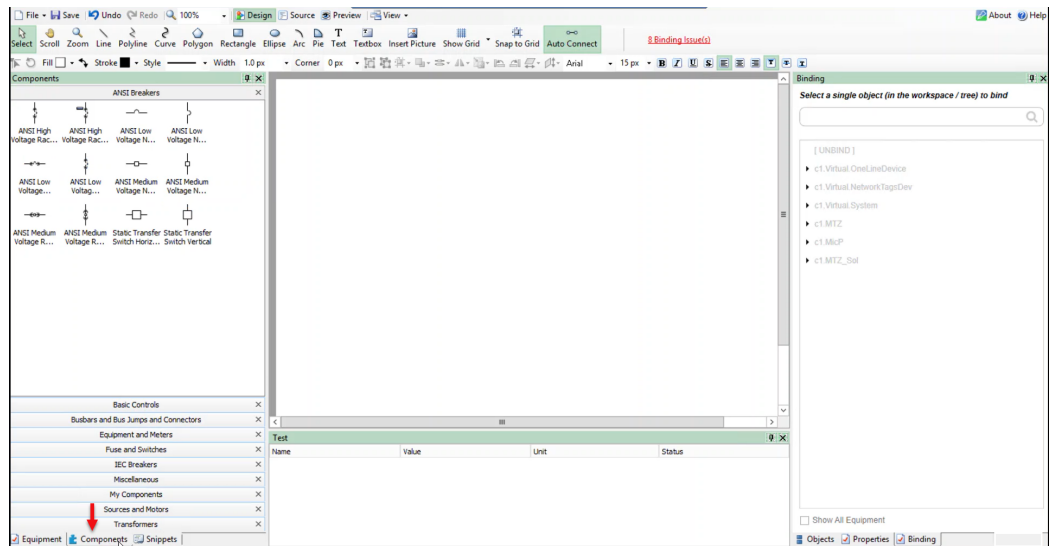 File Save Undo Redo 100% Design Source Preview View About Help
Select Scroll Zoom Line Polyline Curve Polygon Rectangle Ellipse Arc Pie Text Textbox Insert Picture Show Grid Snap to Grid Auto Connect 8 Binding Issue(s)
Fill Stroke Style Width 1.0 px Corner 0 px Arial 15 px B I U S T T T
Components
Binding
ANSI Breakers
Select a single object (in the workspace / tree) to bind
ANSI High ANSI High ANSI Low ANSI Low
Voltage Rac... Voltage Rac... Voltage N... Voltage N...
[ UNBIND ]
c1.Virtual.OneLineDevice
ANSI Low ANSI Low ANSI Medium ANSI Medium
Voltage... Voltag... Voltage N... Voltage N...
c1.Virtual.NetworkTagsDev
c1.Virtual.System
c1.MTZ
ANSI Medium ANSI Medium Static Transfer Static Transfer
Voltage R... Voltage R... Switch Horiz... Switch Vertical
c1.MicP
c1.MTZ_Sol
Basic Controls
Busbars and Bus Jumps and Connectors
Equipment and Meters
Test
Fuse and Switches
Name Value Unit Status
IEC Breakers
Miscellaneous
My Components
Sources and Motors
Transformers
Show All Equipment
Equipment Components Snippets
Objects Properties Binding